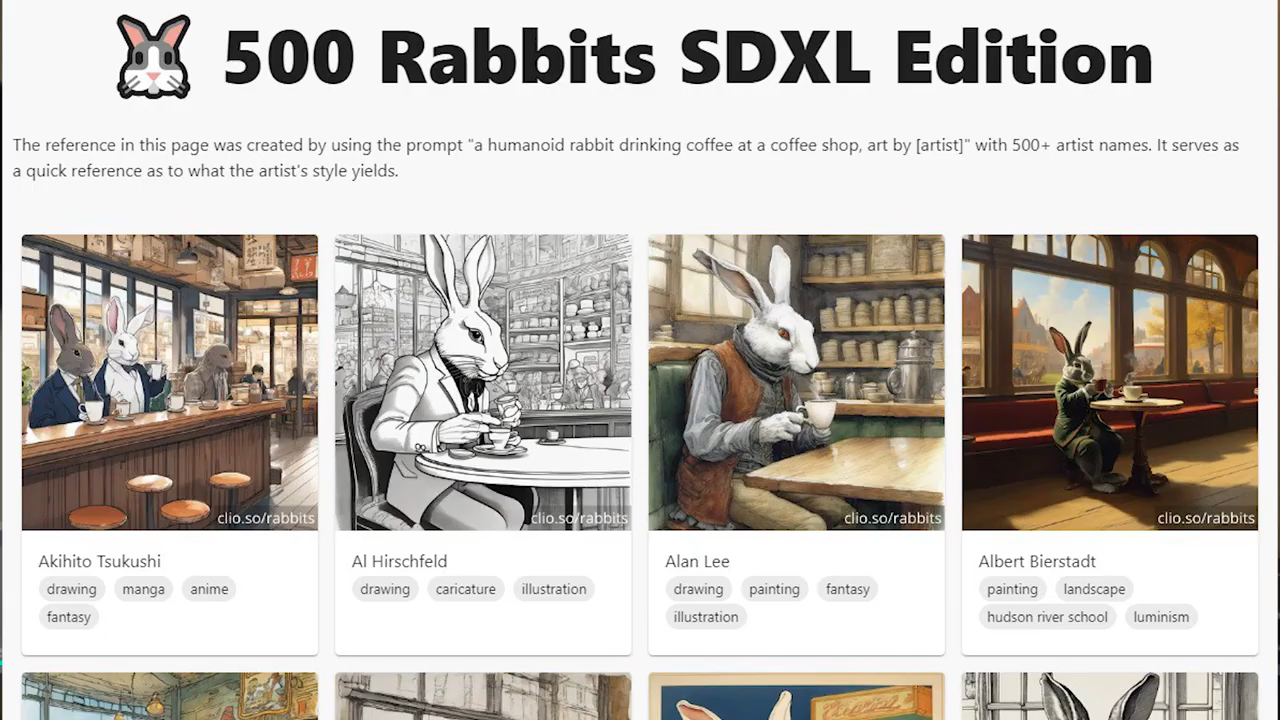 500 Rabbits SDXL Edition
The reference in this page was created by using the prompt "a humanoid rabbit drinking coffee at a coffee shop, art by [artist]" with 500+ artist names. It serves as
a quick reference as to what the artist's style yields.
clio.so/rabbits
clio.so/rabbits
clio.so/rabbits
clio.so/rabbits
Akihito Tsukushi
drawing manga anime
fantasy
Al Hirschfeld
drawing caricature illustration
Alan Lee
drawing painting fantasy
illustration
Albert Bierstadt
painting landscape
hudson river school luminism